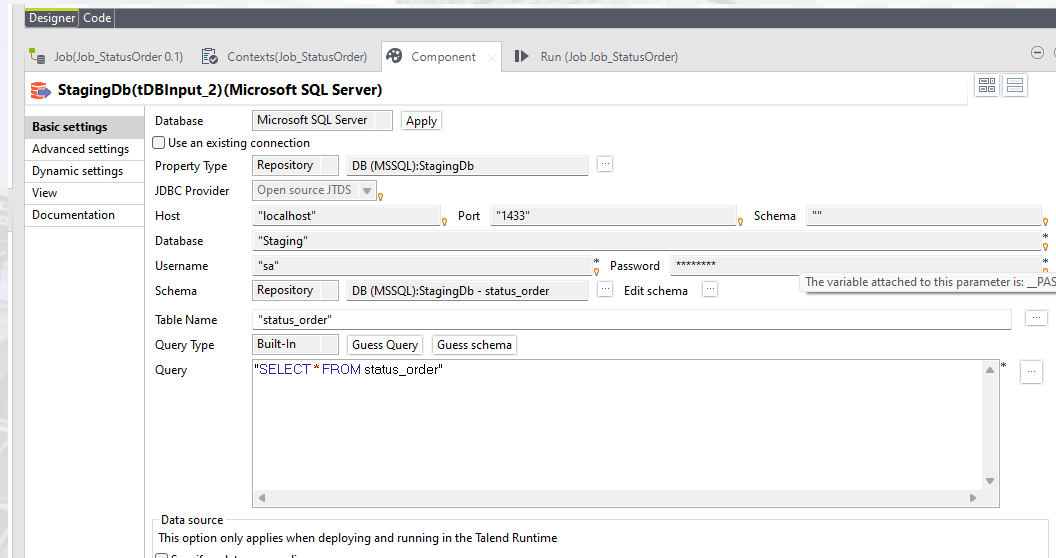 Designer Code
Job(Job_StatusOrder 0.1) Contexts(Job_StatusOrder) Component Run (Job Job_StatusOrder)
StagingDb(tDBInput_2)(Microsoft SQL Server)
Basic settings
Advanced settings
Dynamic settings
View
Documentation
Database Microsoft SQL Server Apply
Use an existing connection
Property Type Repository DB (MSSQL):StagingDb ...
JDBC Provider Open source JTDS
Host "localhost" Port "1433" Schema ""
Database "Staging" *
Username "sa" * Password ******** *
The variable attached to this parameter is: __PAS
Schema Repository DB (MSSQL):StagingDb - status_order ... Edit schema ...
Table Name "status_order" ...
Query Type Built-In Guess Query Guess schema
Query "SELECT * FROM status_order" * ...
Data source
This option only applies when deploying and running in the Talend Runtime